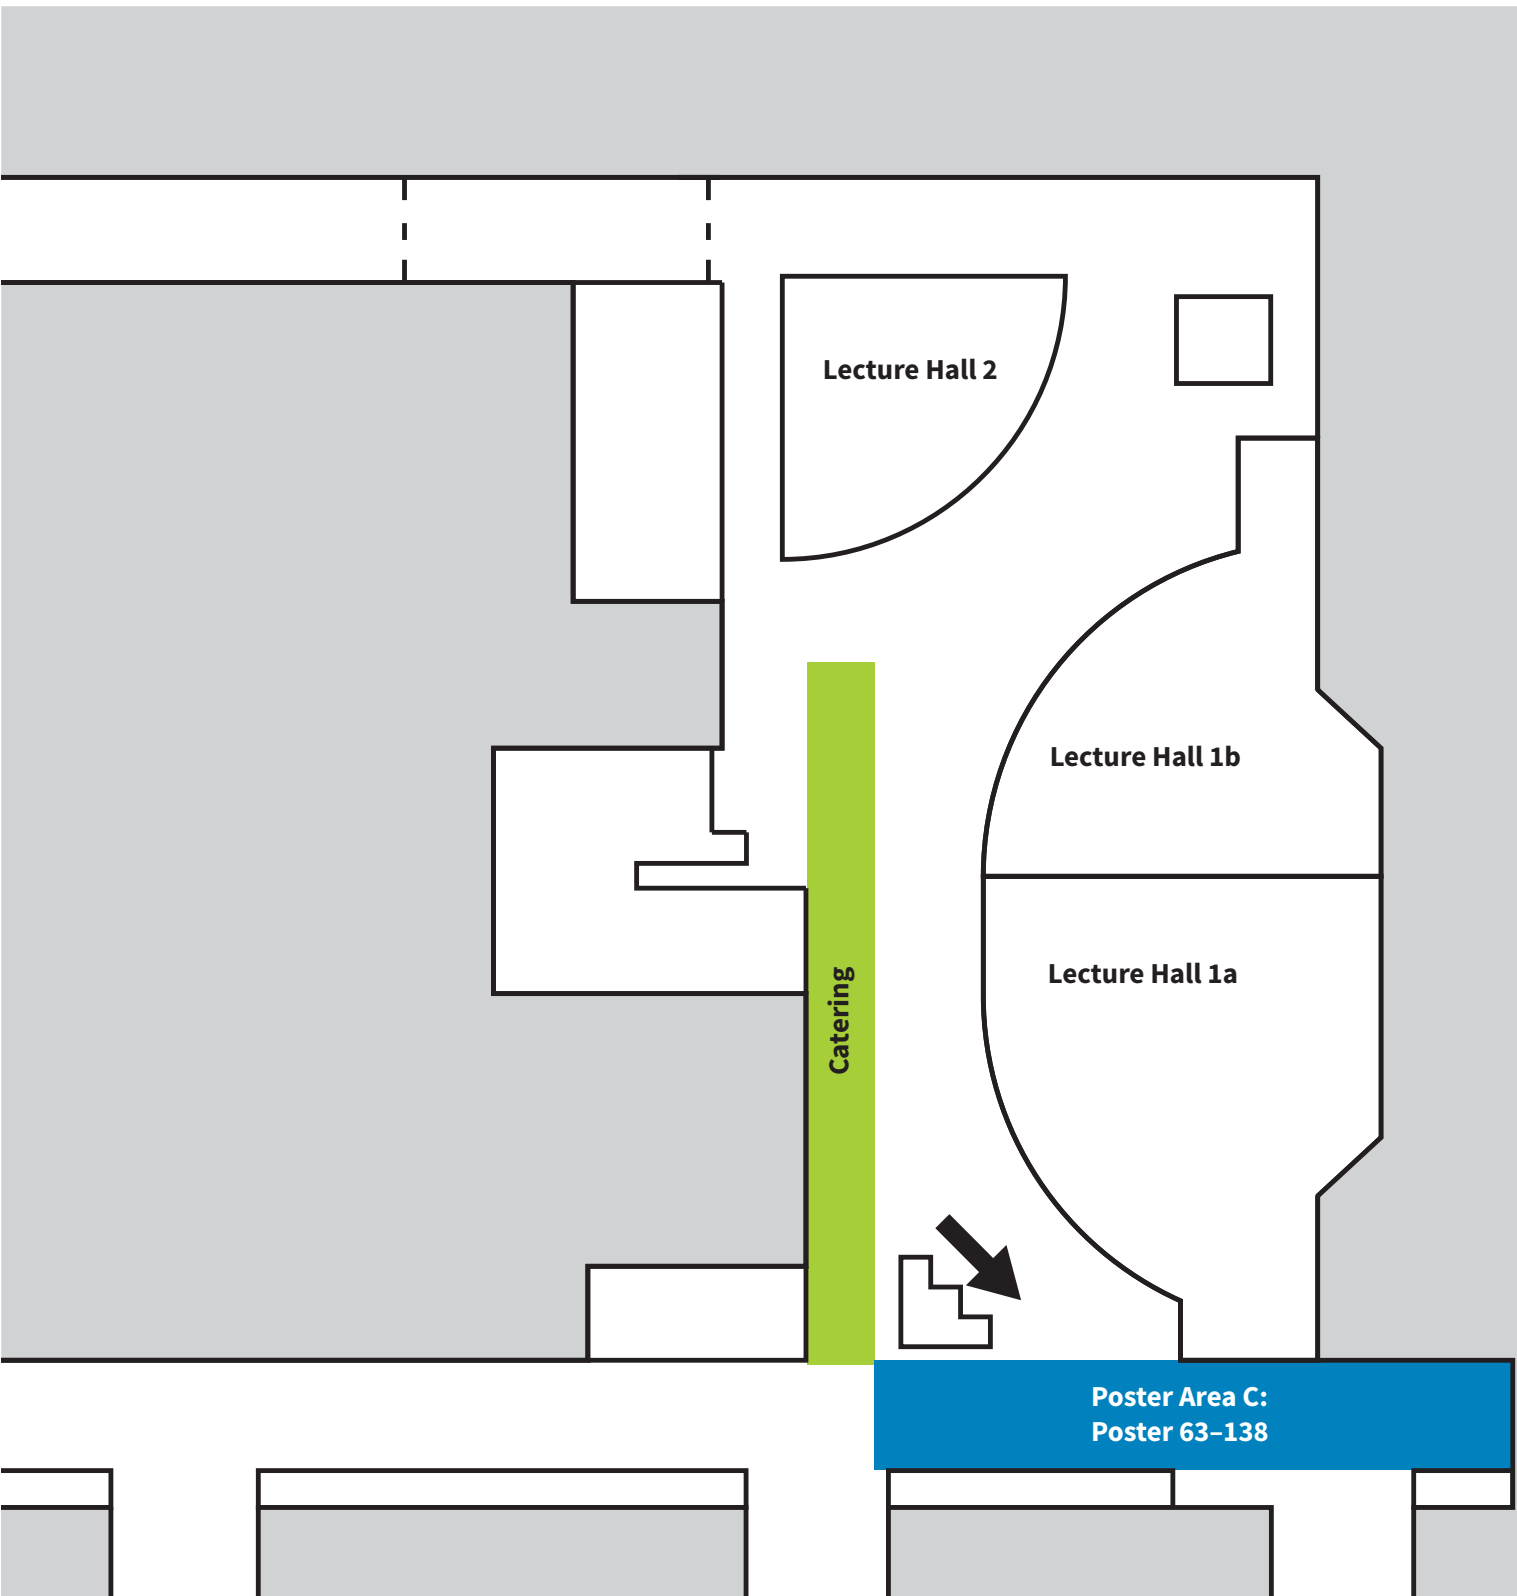 Lecture Hall 2
Lecture Hall 1b
Lecture Hall 1a
Catering
Poster Area C:
Poster 63–138